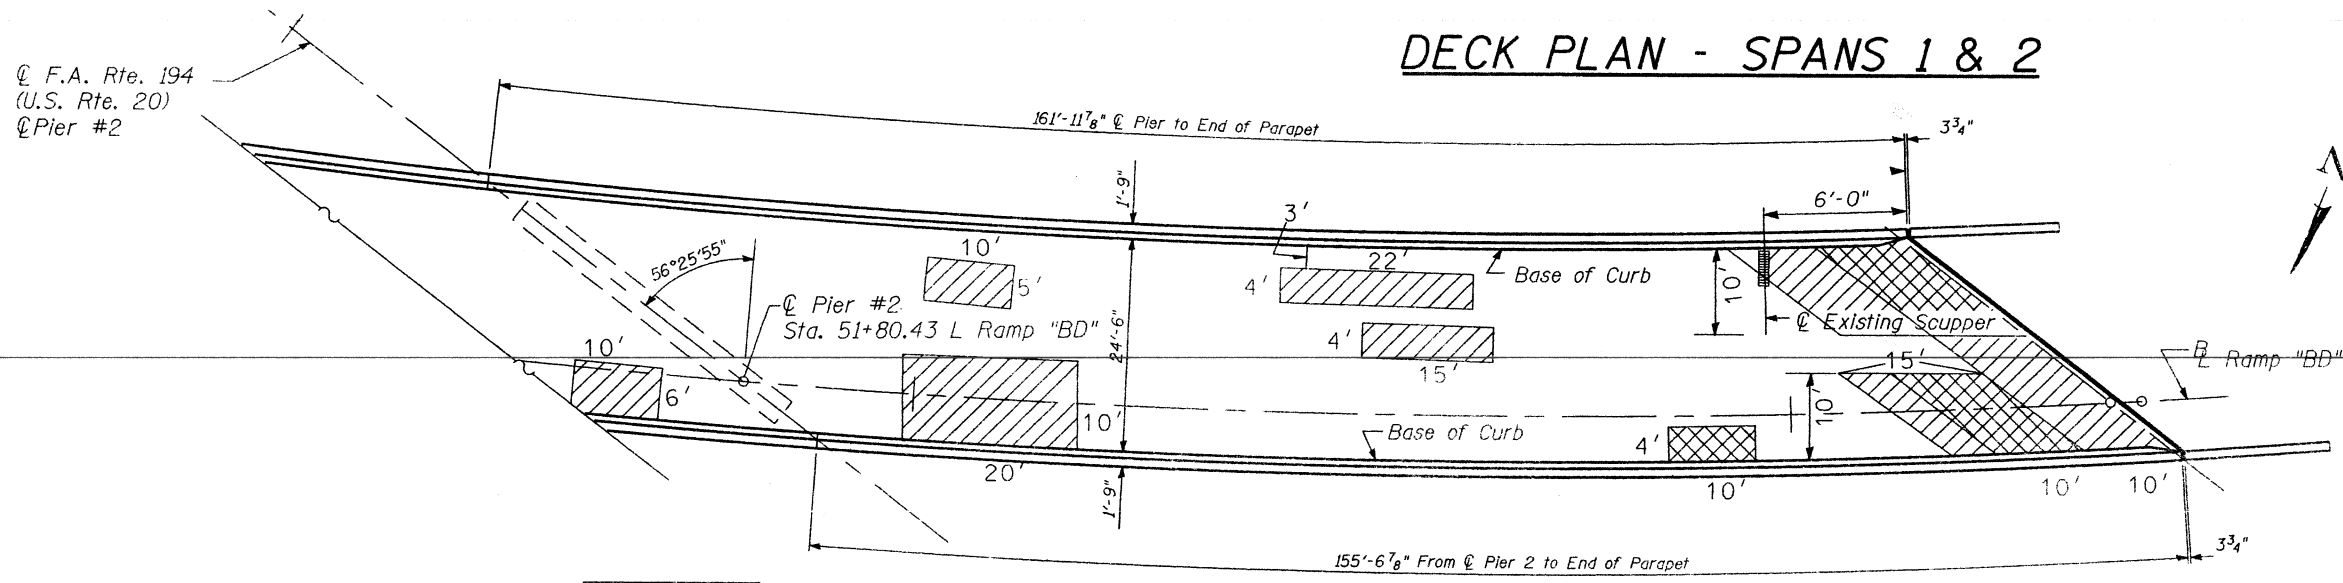 DECK PLAN - SPANS 1 & 2
℄ F.A. Rte. 194
(U.S. Rte. 20)
℄ Pier #2
161'-11⅞" ℄ Pier to End of Parapet
3¾"
1'-9"
6'-0"
3'
10'
5'
22'
4'
Base of Curb
10'
56°25'55"
℄ Pier #2
Sta. 51+80.43 L Ramp "BD"
24'-6"
4'
15'
℄ Existing Scupper
15'
10'
6'
10'
20'
10'
Base of Curb
4'
10'
10'
10'
℄ Ramp "BD"
1'-9"
155'-6⅞" From ℄ Pier 2 to End of Parapet
3¾"